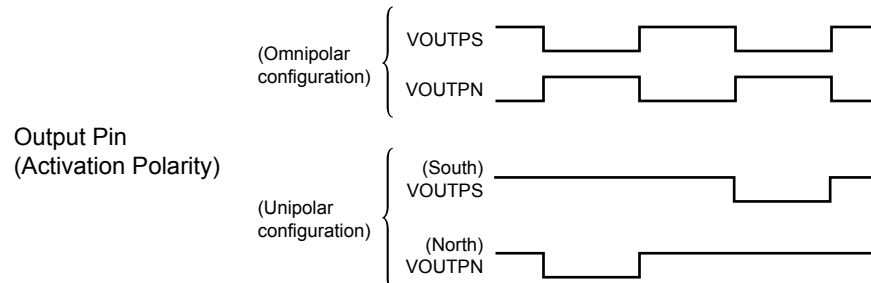 (Omnipolar
configuration)
VOUTPS
VOUTPN
Output Pin
(Activation Polarity)
(Unipolar
configuration)
(South)
VOUTPS
(North)
VOUTPN